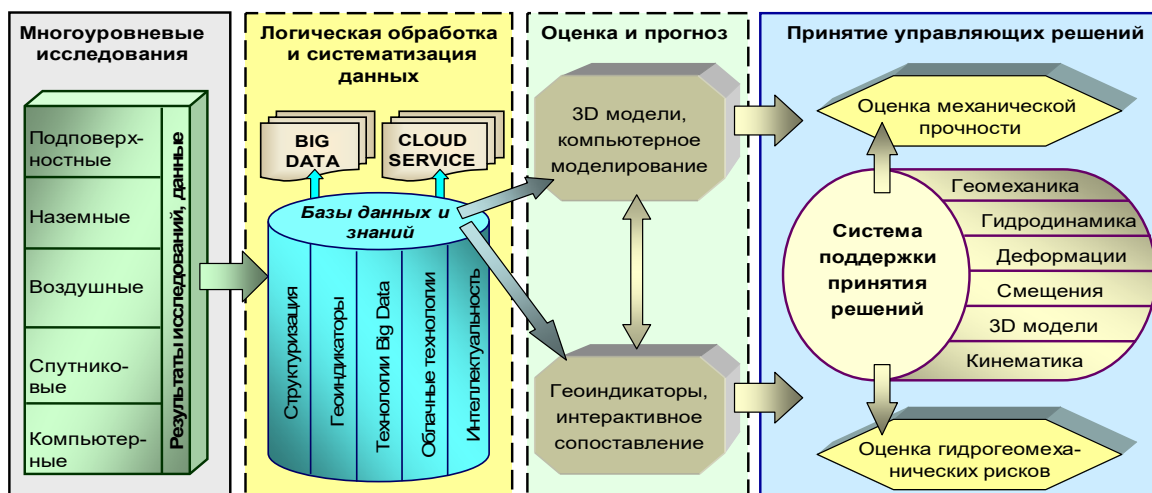 Многоуровневые
исследования
Подповерх-
ностные
Наземные
Воздушные
Спутнико-
вые
Компьютер-
ные
Результаты исследований, данные
Логическая обработка
и систематизация
данных
BIG
DATA
CLOUD
SERVICE
Базы данных и
знаний
Структуризация
Геоиндикаторы
Технологии Big Data
Облачные технологии
Интеллектуальность
Оценка и прогноз
3D модели,
компьютерное
моделирование
Геоиндикаторы,
интерактивное
сопоставление
Принятие управляющих решений
Оценка механической
прочности
Система
поддержки
принятия
решений
Геомеханика
Гидродинамика
Деформации
Смещения
3D модели
Кинематика
Оценка гидрогеомеха-
нических рисков